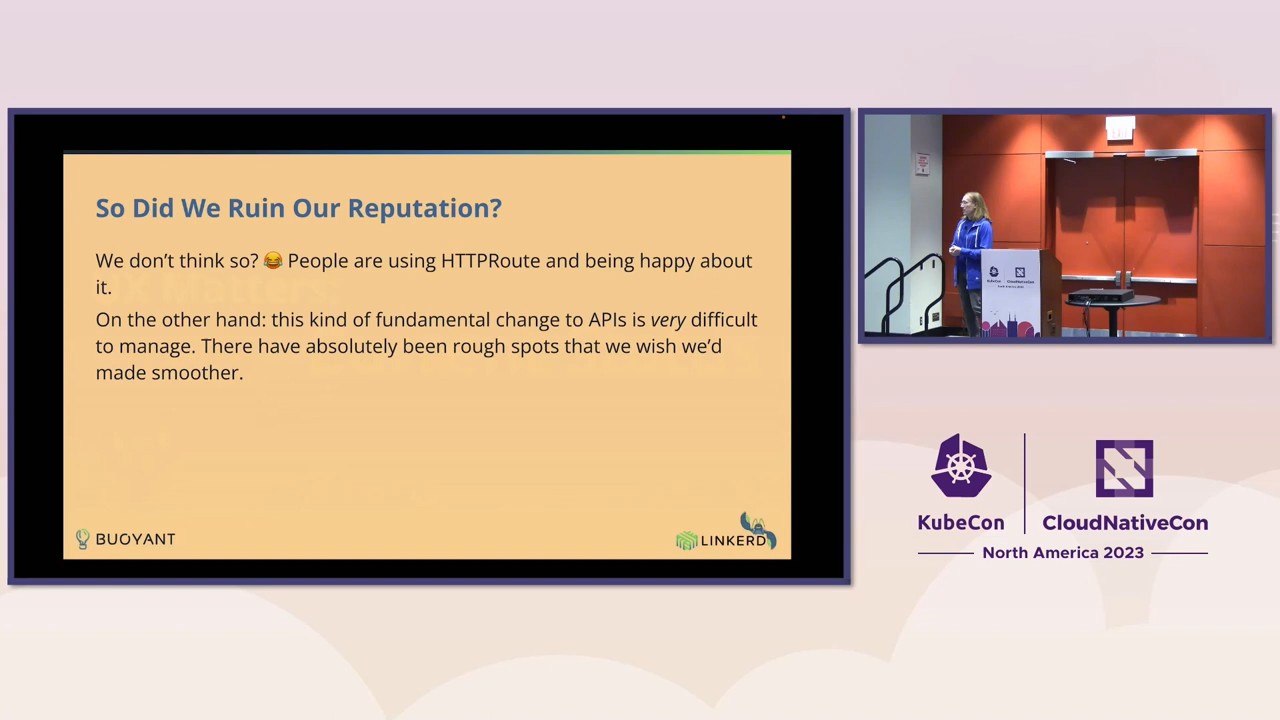 So Did We Ruin Our Reputation?
We don’t think so? 😂 People are using HTTPRoute and being happy about
it.
On the other hand: this kind of fundamental change to APIs is very difficult
to manage. There have absolutely been rough spots that we wish we’d
made smoother.
BUOYANT
LINKERD
KubeCon
CloudNativeCon
KubeCon
CloudNativeCon
North America 2023